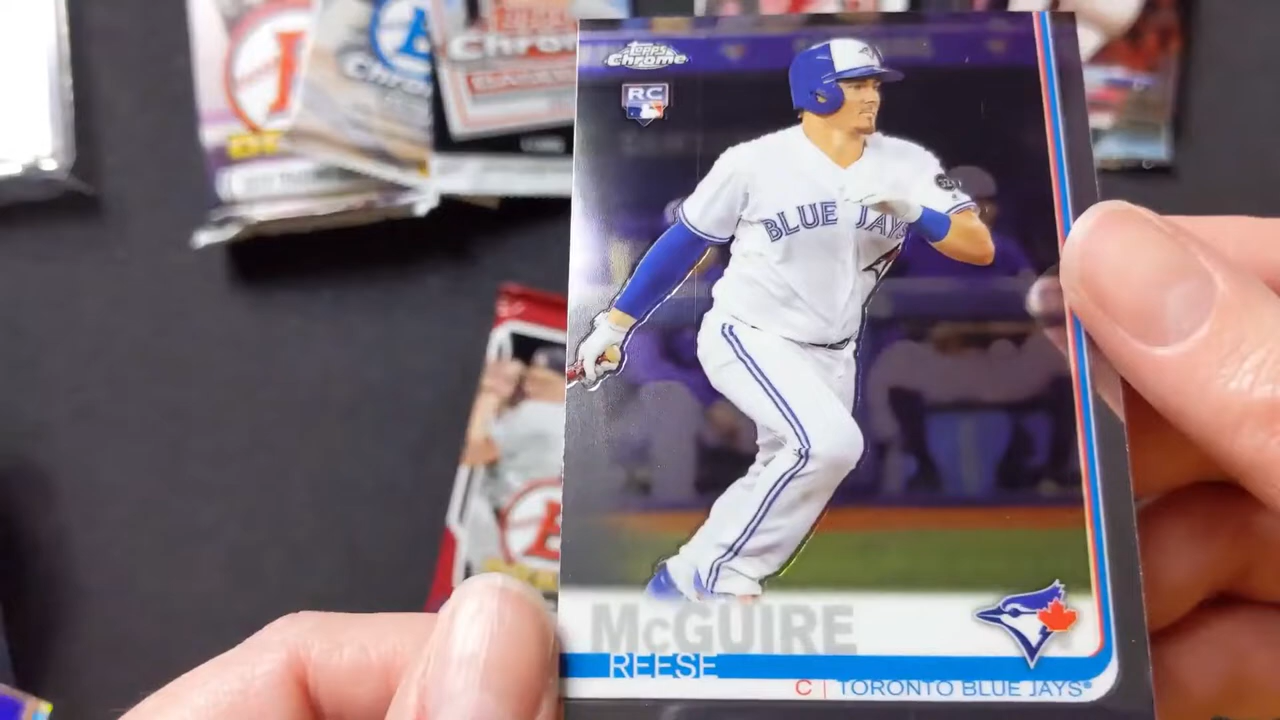 Topps
Chrome
RC
BLUE JAYS
McGUIRE
REESE
C | TORONTO BLUE JAYS®